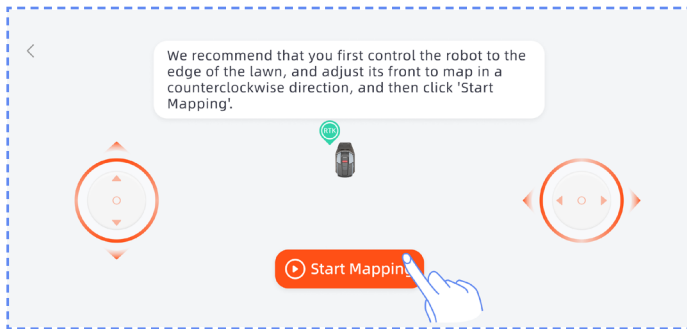 We recommend that you first control the robot to the
edge of the lawn, and adjust its front to map in a
counterclockwise direction, and then click 'Start
Mapping'.
RTK
Start Mapping